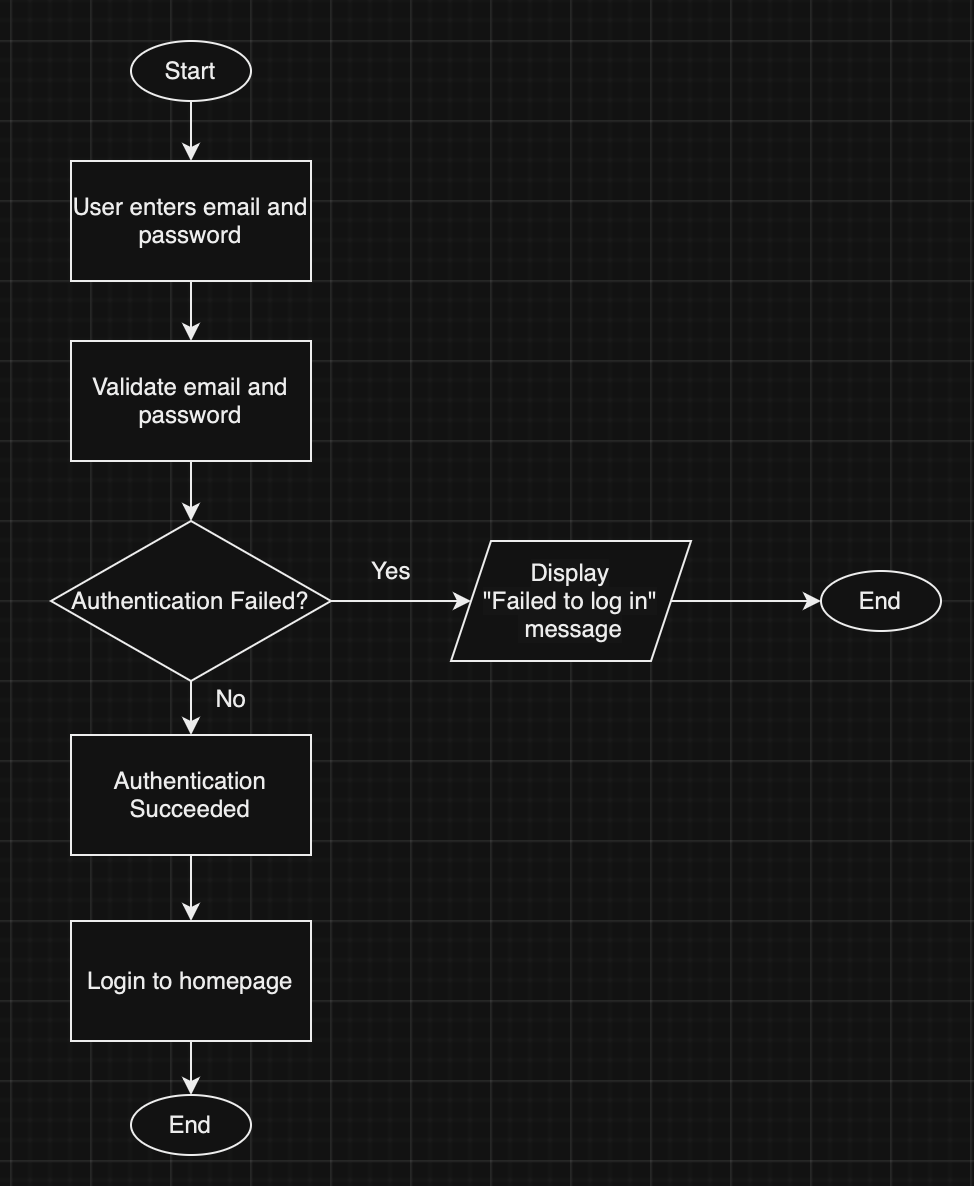 Start
User enters email and
password
Validate email and
password
Authentication Failed?
Yes
Display
"Failed to log in"
message
End
No
Authentication
Succeeded
Login to homepage
End